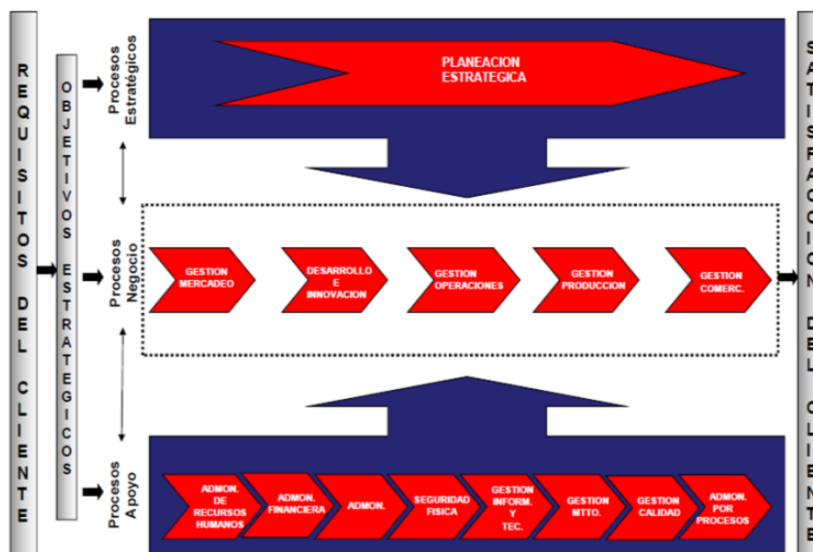 REQUISITOS DEL CLIENTE
OBJETIVOS ESTRATEGICOS
Procesos
Estratégicos
PLANEACION
ESTRATEGICA
Procesos
Negocio
GESTION
MERCADEO
DESARROLLO
E
INNOVACION
GESTION
OPERACIONES
GESTION
PRODUCCION
GESTION
COMERC.
Procesos
Apoyo
ADMON.
DE
RECURSOS
HUMANOS
ADMON.
FINANCIERA
ADMON.
SEGURIDAD
FISICA
GESTION
INFORM.
Y
TEC.
GESTION
MTTO.
GESTION
CALIDAD
ADMON.
POR
PROCESOS
SATISFACCION DEL CLIENTE